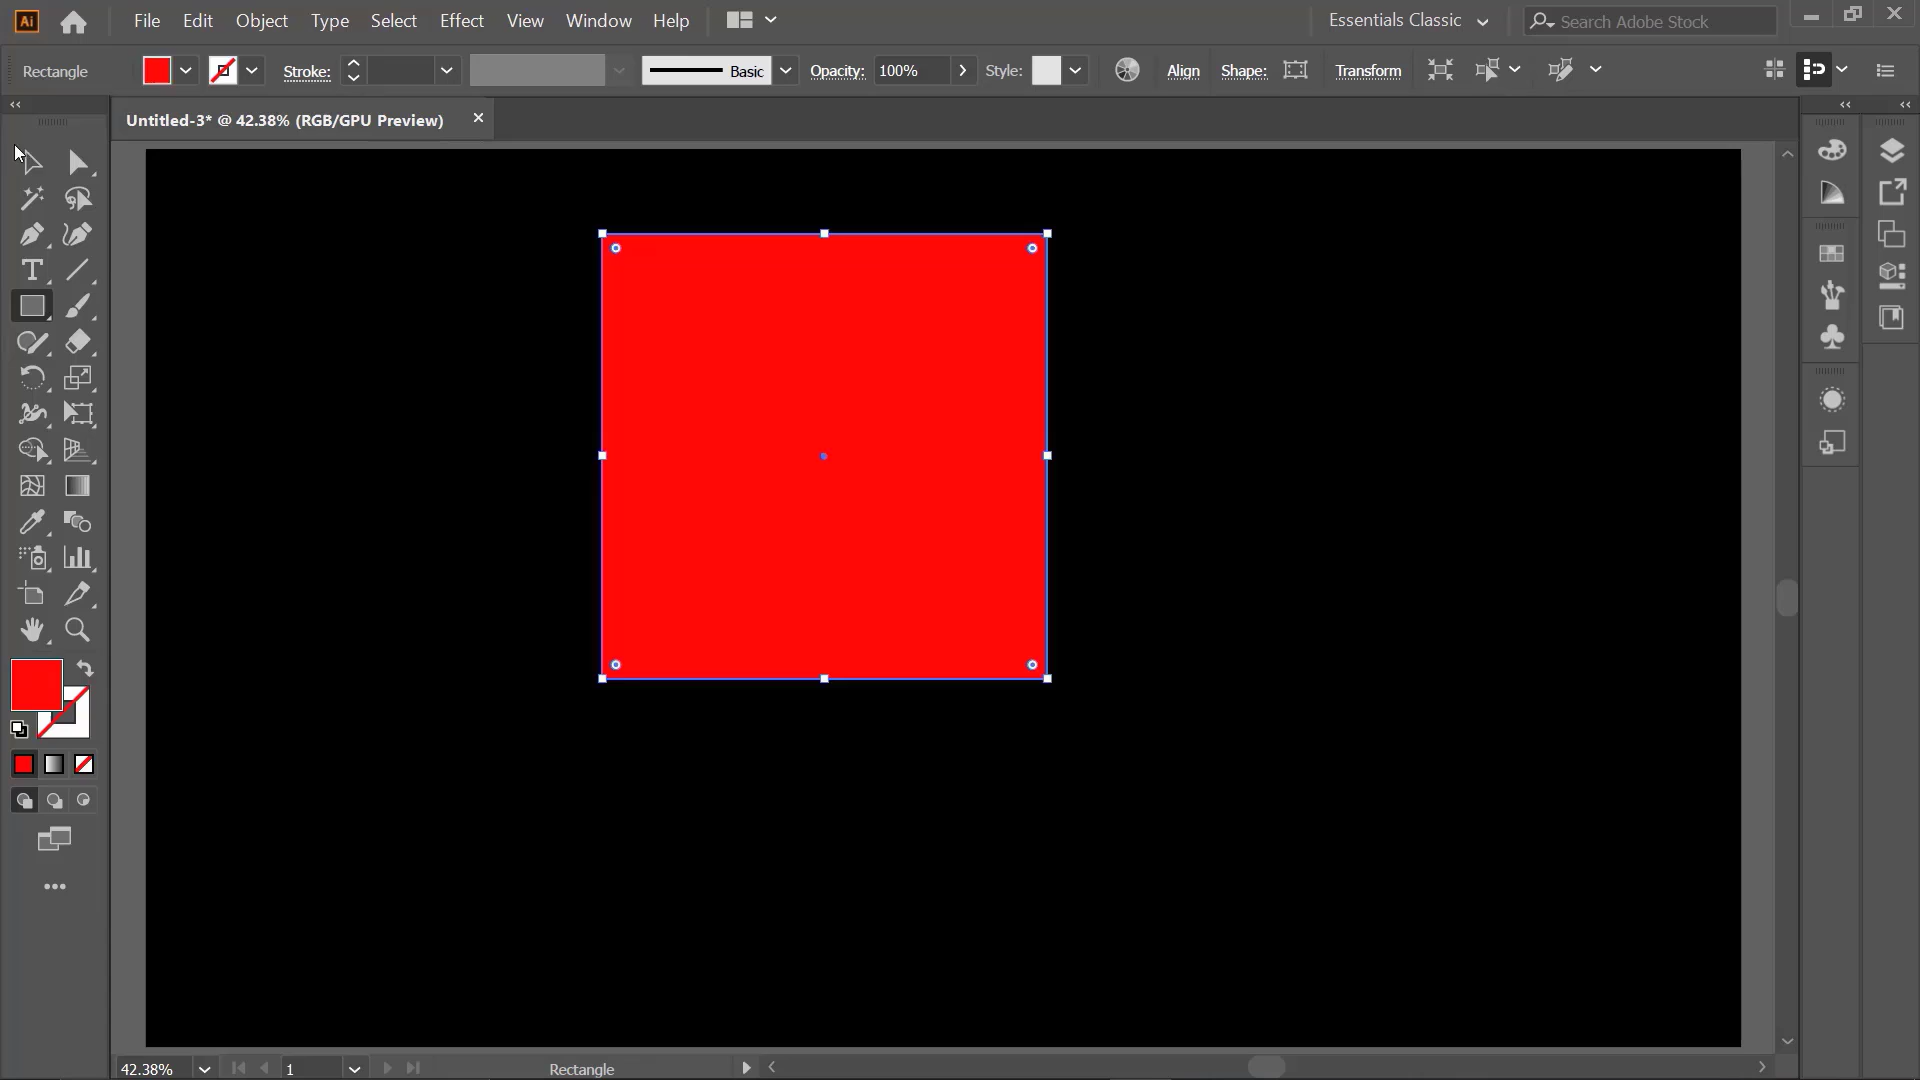 Ai File Edit Object Type Select Effect View Window Help Essentials Classic Search Adobe Stock
Rectangle Stroke: Basic Opacity: 100% Style: Align Shape: Transform
Untitled-3* @ 42.38% (RGB/GPU Preview)
T
42.38% 1 Rectangle